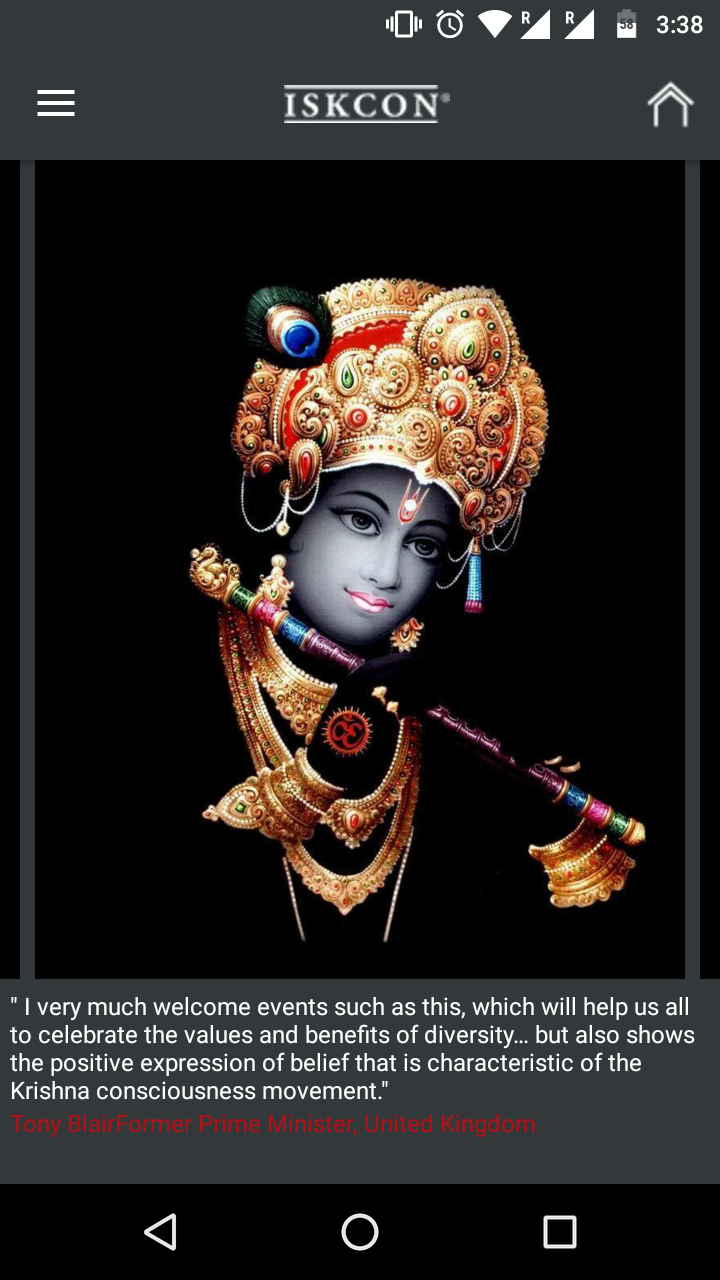 R R 58 3:38
ISKCON®
ॐ
" I very much welcome events such as this, which will help us all
to celebrate the values and benefits of diversity… but also shows
the positive expression of belief that is characteristic of the
Krishna consciousness movement."
Tony BlairFormer Prime Minister, United Kingdom